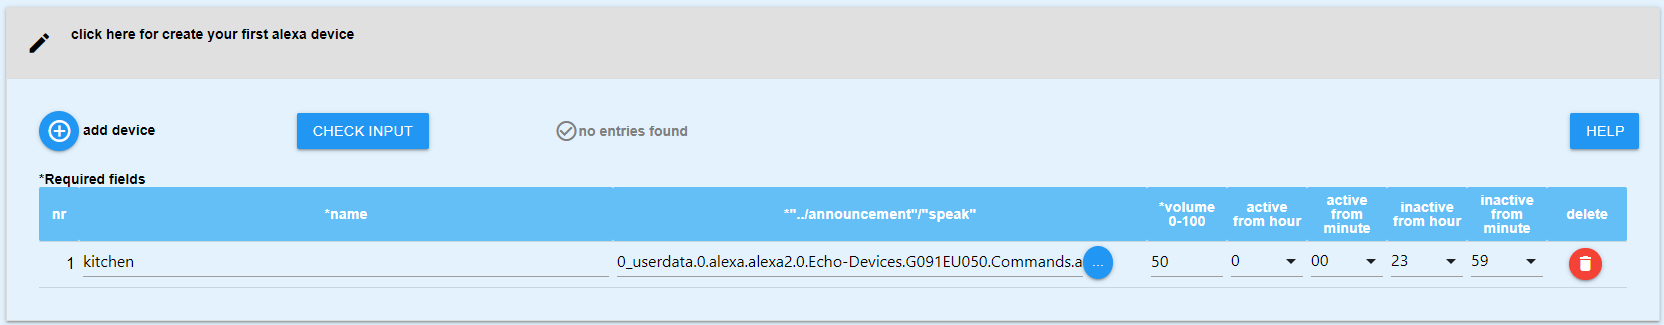 click here for create your first alexa device
add device
CHECK INPUT
no entries found
HELP
*Required fields
nr
*name
*"../announcement"/"speak"
*volume
0-100
active
from hour
active
from
minute
inactive
from hour
inactive
from
minute
delete
1
kitchen
0_userdata.0.alexa.alexa2.0.Echo-Devices.G091EU050.Commands.a
...
50
0
00
23
59